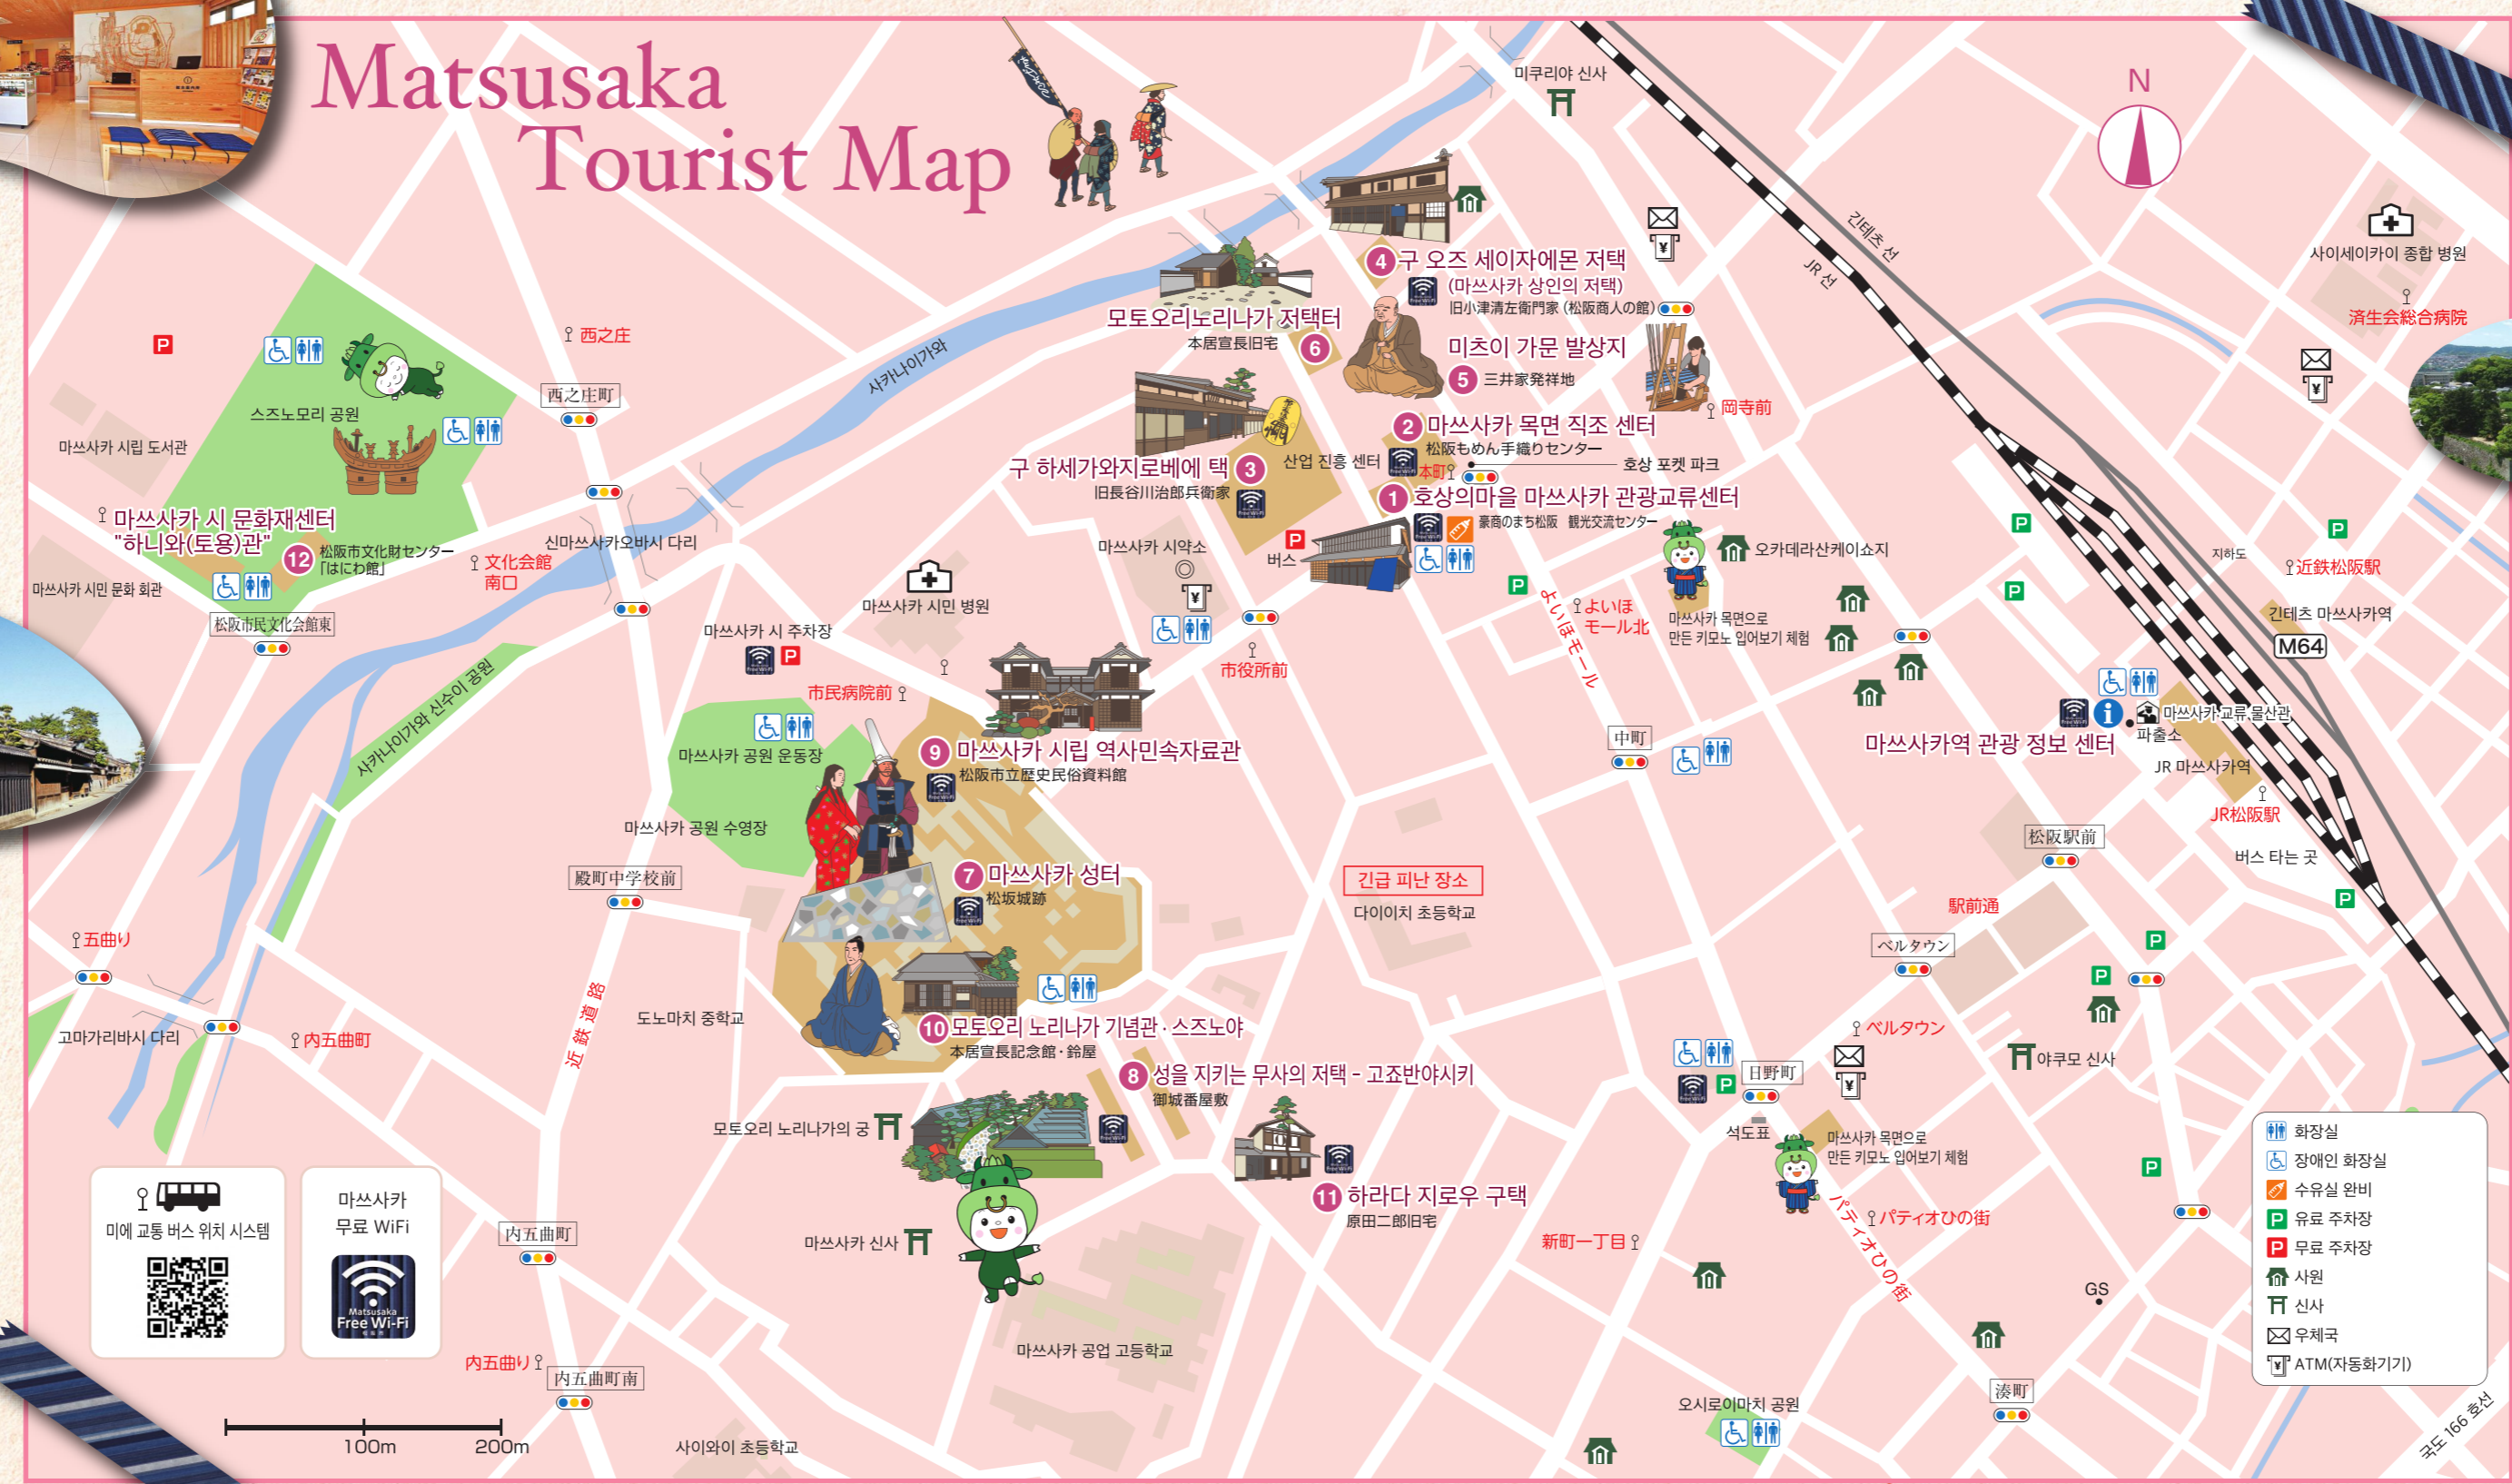 Matsusaka
Tourist Map
N
미쿠리야 신사
긴테츠 선
JR 선
사이세이카이 종합 병원
済生会総合病院
4 구 오즈 세이자에몬 저택
(마쓰사카 상인의 저택)
旧小津清左衛門家 (松阪商人の館)
모토오리노리나가 저택터
本居宣長旧宅
6
미츠이 가문 발상지
5 三井家発祥地
岡寺前
2 마쓰사카 목면 직조 센터
松阪もめん手織りセンター
산업 진흥 센터
本町
호상 포켓 파크
구 하세가와지로베에 택 3
旧長谷川治郎兵衛家
1 호상의마을 마쓰사카 관광교류센터
豪商のまち松阪 観光交流センター
버스
사카나이가와
西之庄
西之庄町
스즈노모리 공원
마쓰사카 시립 도서관
마쓰사카 시 문화재센터
"하니와(토용)관"
12 松阪市文化財センター
「はにわ館」
文化会館
南口
마쓰사카 시민 문화 회관
松阪市民文化会館東
신마쓰사카오바시 다리
사카나이가와 신수이 공원
마쓰사카 시민 병원
마쓰사카 시약소
마쓰사카 시 주차장
市民病院前
市役所前
よいほモール
よいほ
モール北
오카데라산케이쇼지
마쓰사카 목면으로
만든 키모노 입어보기 체험
지하도
近鉄松阪駅
긴테츠 마쓰사카역
M64
마쓰사카 교류 물산관
파출소
마쓰사카역 관광 정보 센터
JR 마쓰사카역
JR松阪駅
버스 타는 곳
松阪駅前
駅前通
ベルタウン
ベルタウン
中町
9 마쓰사카 시립 역사민속자료관
松阪市立歴史民俗資料館
마쓰사카 공원 운동장
마쓰사카 공원 수영장
7 마쓰사카 성터
松坂城跡
殿町中学校前
긴급 피난 장소
다이이치 초등학교
五曲り
고마가리바시 다리
内五曲町
近鉄道路
도노마치 중학교
10 모토오리 노리나가 기념관·스즈노야
本居宣長記念館·鈴屋
8 성을 지키는 무사의 저택 - 고죠반야시키
御城番屋敷
모토오리 노리나가의 궁
마쓰사카 신사
11 하라다 지로우 구택
原田二郎旧宅
야쿠모 신사
日野町
석도표
마쓰사카 목면으로
만든 키모노 입어보기 체험
パティオひの街
パティオひの街
新町一丁目
GS
湊町
오시로이마치 공원
국도 166 호선
마쓰사카 공업 고등학교
사이와이 초등학교
内五曲町
内五曲り
内五曲町南
미에 교통 버스 위치 시스템
마쓰사카
무료 WiFi
Matsusaka
Free Wi-Fi
100m
200m
화장실
장애인 화장실
수유실 완비
P 유료 주차장
P 무료 주차장
사원
신사
우체국
ATM(자동화기기)